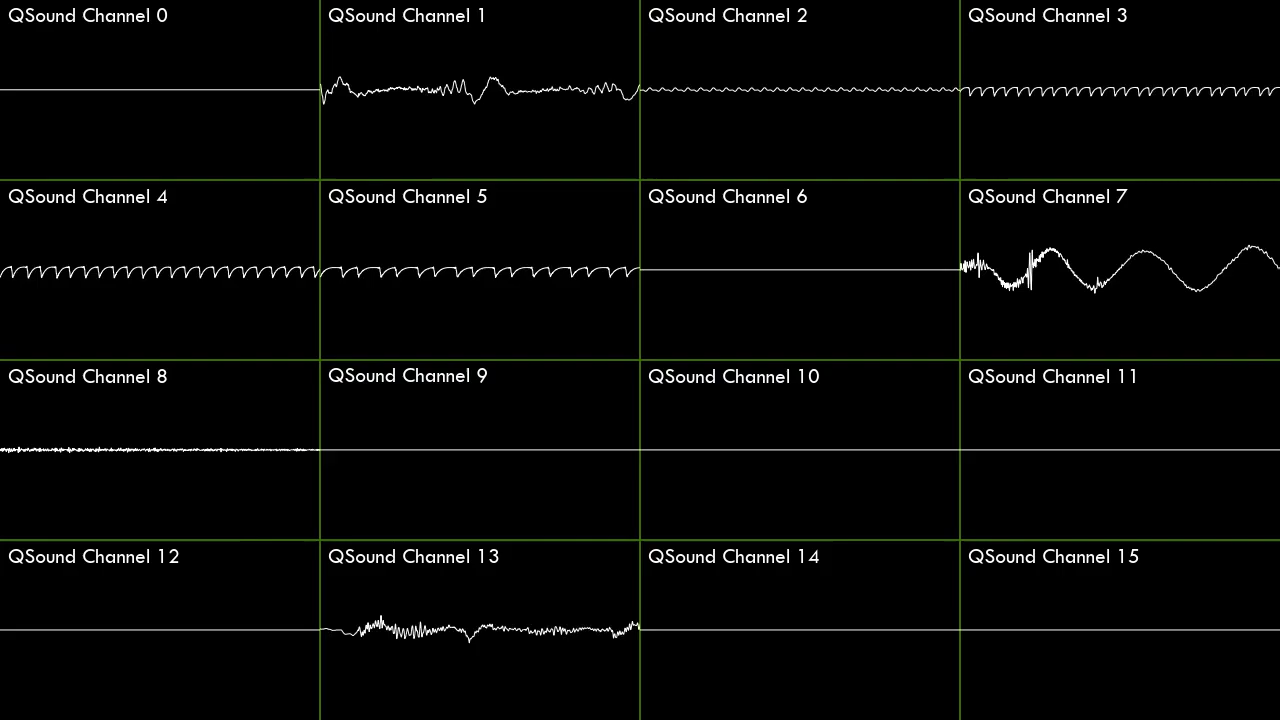 QSound Channel 0
QSound Channel 1
QSound Channel 2
QSound Channel 3
QSound Channel 4
QSound Channel 5
QSound Channel 6
QSound Channel 7
QSound Channel 8
QSound Channel 9
QSound Channel 10
QSound Channel 11
QSound Channel 12
QSound Channel 13
QSound Channel 14
QSound Channel 15